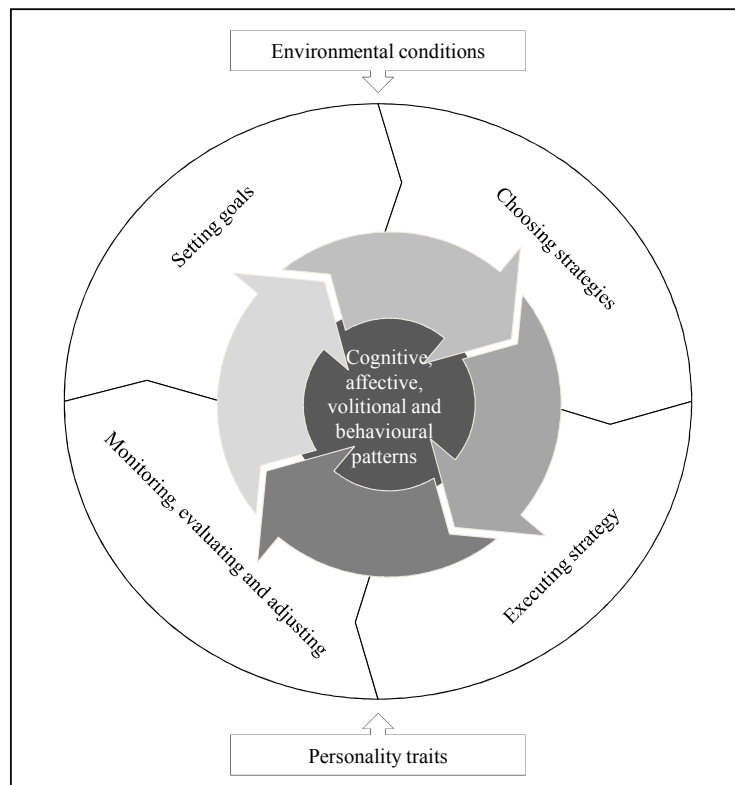 Environmental conditions
Setting goals
Choosing strategies
Cognitive,
affective,
volitional and
behavioural
patterns
Monitoring, evaluating and adjusting
Executing strategy
Personality traits